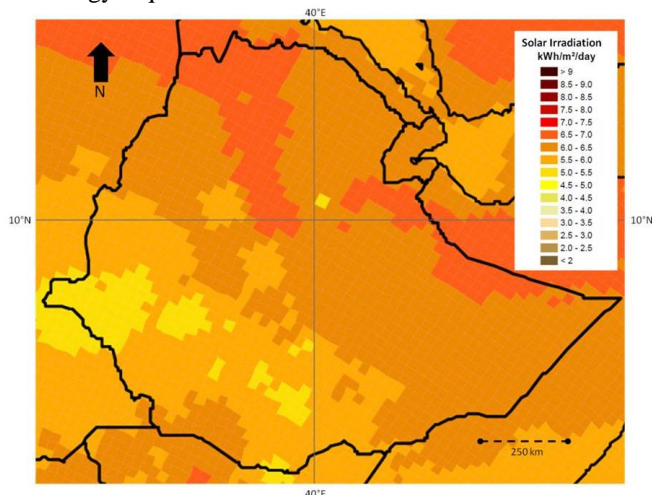 40°E
N
Solar Irradiation
kWh/m²/day
> 9
8.5 - 9.0
8.0 - 8.5
7.5 - 8.0
7.0 - 7.5
6.5 - 7.0
6.0 - 6.5
5.5 - 6.0
5.0 - 5.5
4.5 - 5.0
4.0 - 4.5
3.5 - 4.0
3.0 - 3.5
2.5 - 3.0
2.0 - 2.5
< 2
10°N
10°N
250 km
40°E